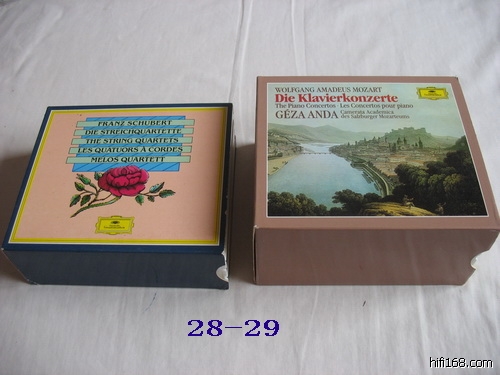 FRANZ SCHUBERT
DIE STREICHQUARTETTE
THE STRING QUARTETS
LES QUATUORS À CORDES
MELOS QUARTETT
WOLFGANG AMADEUS MOZART
Die Klavierkonzerte
The Piano Concertos · Les Concertos pour piano
GÉZA ANDA
Camerata Academica
des Salzburger Mozarteums
28-29
hifi168.com